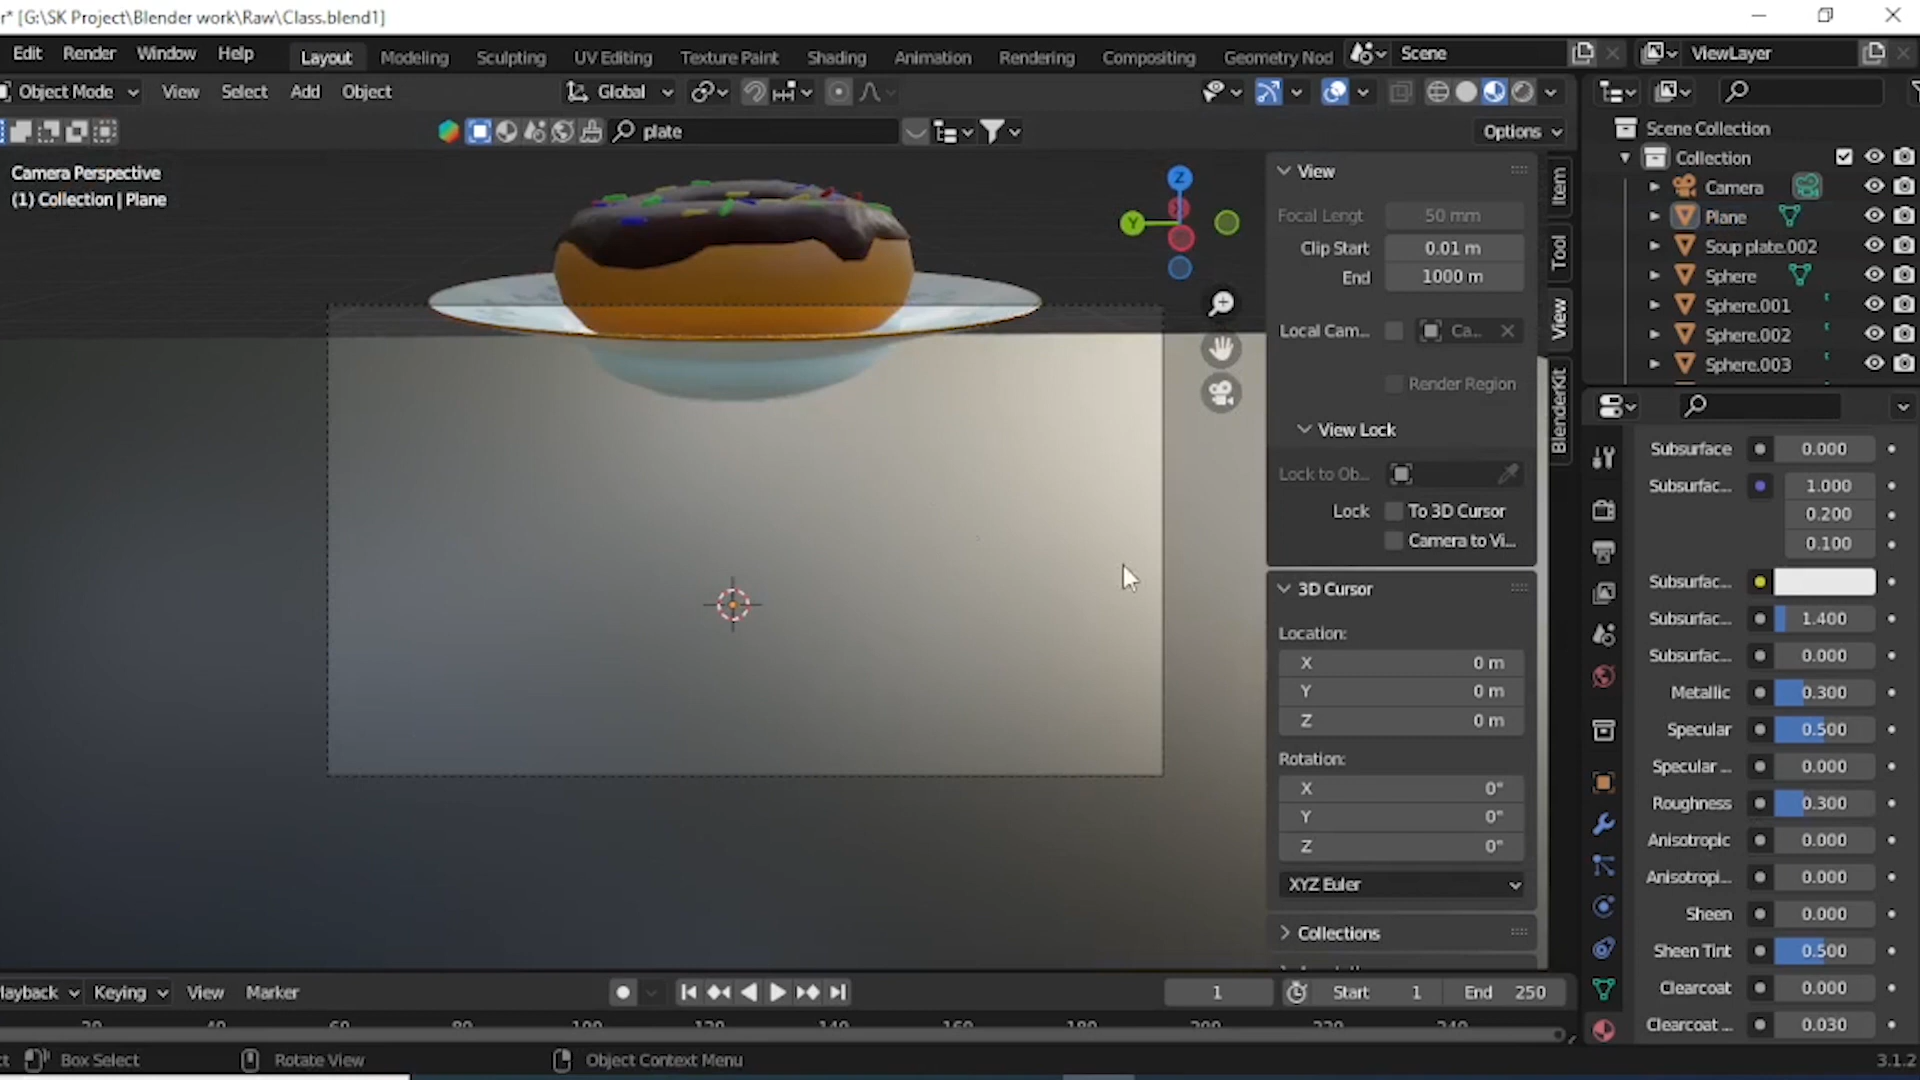 r* [G:\SK Project\Blender work\Raw\Class.blend1]
Edit Render Window Help Layout Modeling Sculpting UV Editing Texture Paint Shading Animation Rendering Compositing Geometry Nod Scene ViewLayer
Object Mode View Select Add Object Global
plate Options
Camera Perspective
(1) Collection | Plane
Z
Y
View
Focal Lengt 50 mm
Clip Start 0.01 m
End 1000 m
Local Cam... Ca...
Render Region
View Lock
Lock to Ob...
Lock To 3D Cursor
Camera to Vi...
3D Cursor
Location:
X 0 m
Y 0 m
Z 0 m
Rotation:
X 0°
Y 0°
Z 0°
XYZ Euler
Collections
Item
Tool
View
BlenderKit
Scene Collection
Collection
Camera
Plane
Soup plate.002
Sphere
Sphere.001
Sphere.002
Sphere.003
Subsurface 0.000
Subsurfac... 1.000
0.200
0.100
Subsurfac...
Subsurfac... 1.400
Subsurfac... 0.000
Metallic 0.300
Specular 0.500
Specular ... 0.000
Roughness 0.300
Anisotropic 0.000
Anisotropi... 0.000
Sheen 0.000
Sheen Tint 0.500
Clearcoat 0.000
Clearcoat ... 0.030
layback Keying View Marker 1 Start 1 End 250
Box Select Rotate View Object Context Menu 3.1.2